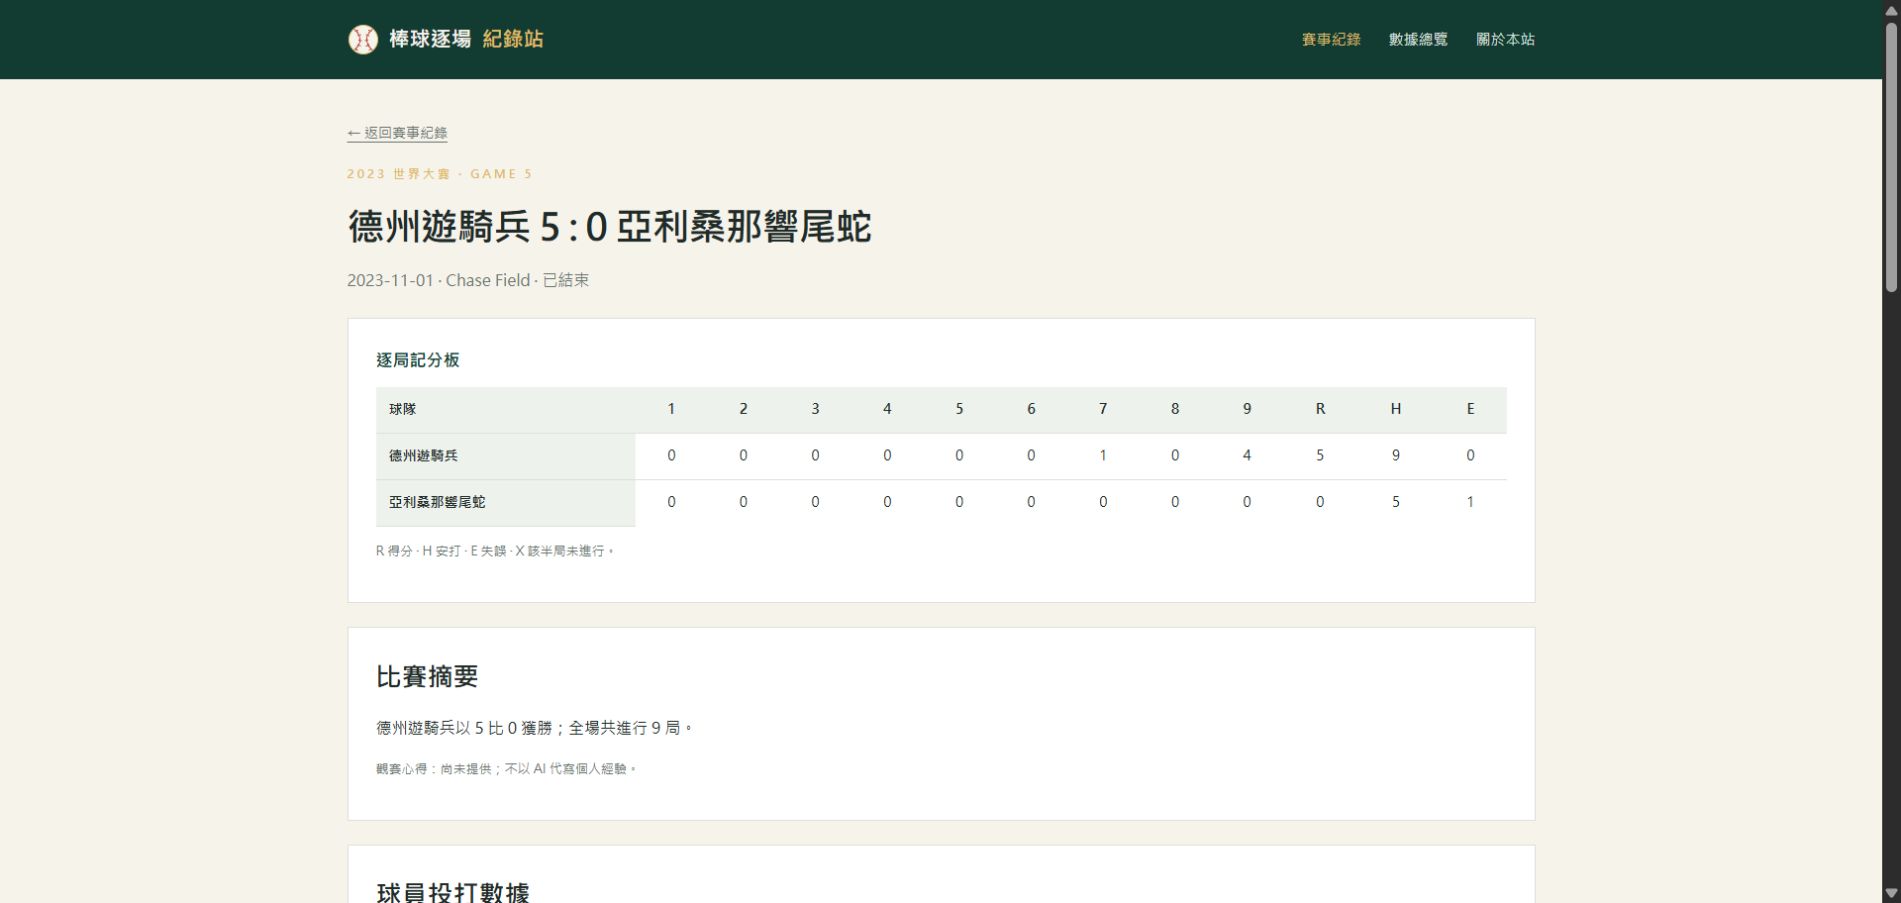 棒球逐場 紀錄站
賽事紀錄 數據總覽 關於本站
← 返回賽事紀錄
2023 世界大賽 · GAME 5
德州遊騎兵 5 : 0 亞利桑那響尾蛇
2023-11-01 · Chase Field · 已結束
逐局記分板
球隊 1 2 3 4 5 6 7 8 9 R H E
德州遊騎兵 0 0 0 0 0 0 1 0 4 5 9 0
亞利桑那響尾蛇 0 0 0 0 0 0 0 0 0 0 5 1
R 得分 · H 安打 · E 失誤 · X 該半局未進行。
比賽摘要
德州遊騎兵以 5 比 0 獲勝；全場共進行 9 局。
觀賽心得：尚未提供；不以 AI 代寫個人經驗。
球員投打數據